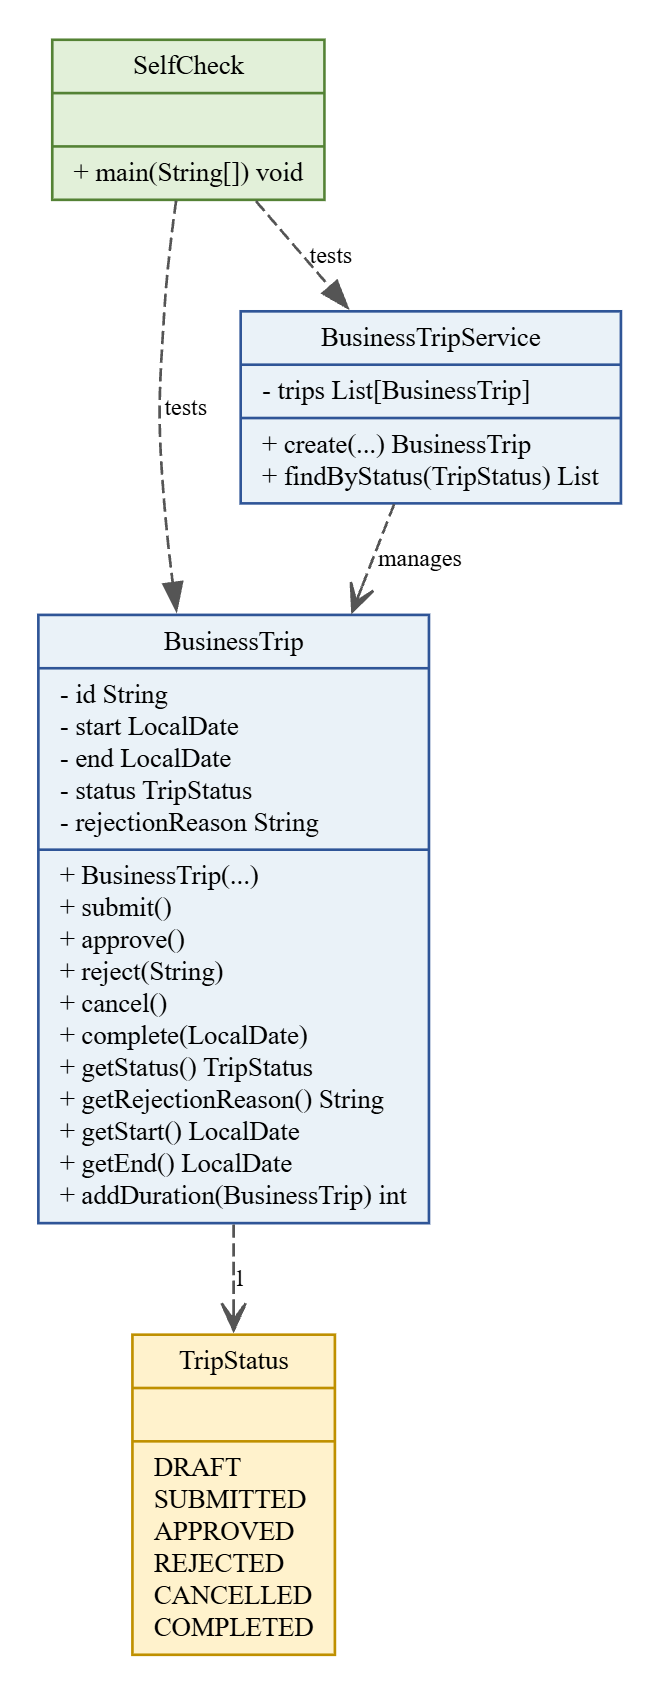 SelfCheck
+ main(String[]) void
tests
tests
BusinessTripService
- trips List[BusinessTrip]
+ create(...) BusinessTrip
+ findByStatus(TripStatus) List
manages
BusinessTrip
- id String
- start LocalDate
- end LocalDate
- status TripStatus
- rejectionReason String
+ BusinessTrip(...)
+ submit()
+ approve()
+ reject(String)
+ cancel()
+ complete(LocalDate)
+ getStatus() TripStatus
+ getRejectionReason() String
+ getStart() LocalDate
+ getEnd() LocalDate
+ addDuration(BusinessTrip) int
1
TripStatus
DRAFT
SUBMITTED
APPROVED
REJECTED
CANCELLED
COMPLETED